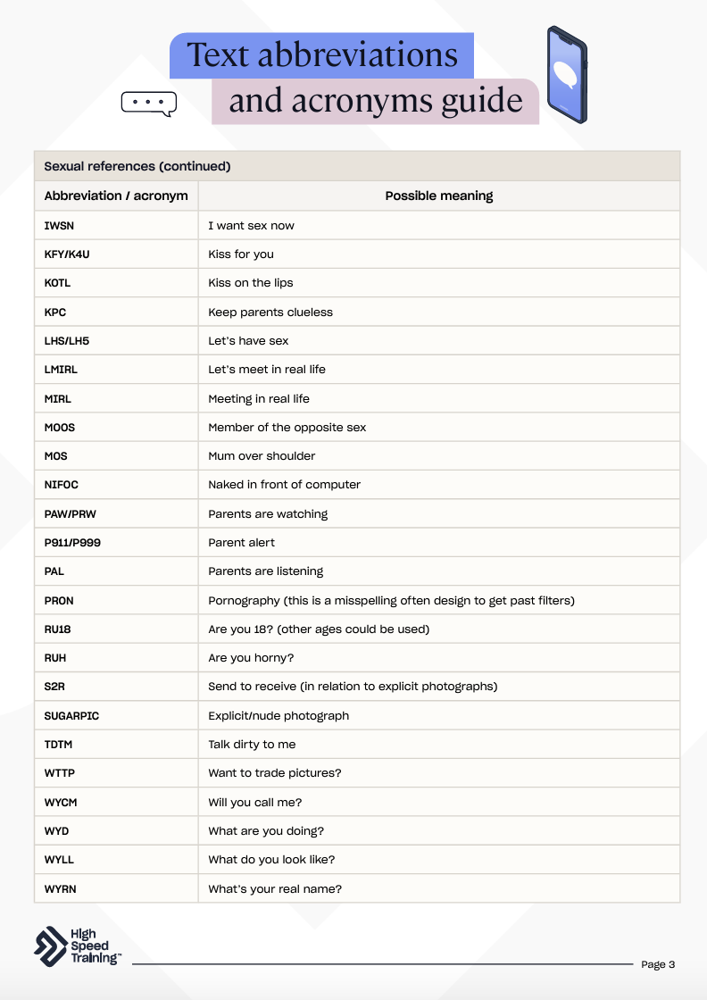 Text abbreviations
and acronyms guide
Sexual references (continued)
Abbreviation / acronym Possible meaning
IWSN I want sex now
KFY/K4U Kiss for you
KOTL Kiss on the lips
KPC Keep parents clueless
LHS/LH5 Let's have sex
LMIRL Let's meet in real life
MIRL Meeting in real life
MOOS Member of the opposite sex
MOS Mum over shoulder
NIFOC Naked in front of computer
PAW/PRW Parents are watching
P911/P999 Parent alert
PAL Parents are listening
PRON Pornography (this is a misspelling often design to get past filters)
RU18 Are you 18? (other ages could be used)
RUH Are you horny?
S2R Send to receive (in relation to explicit photographs)
SUGARPIC Explicit/nude photograph
TDTM Talk dirty to me
WTTP Want to trade pictures?
WYCM Will you call me?
WYD What are you doing?
WYLL What do you look like?
WYRN What's your real name?
High
Speed
Training™
Page 3